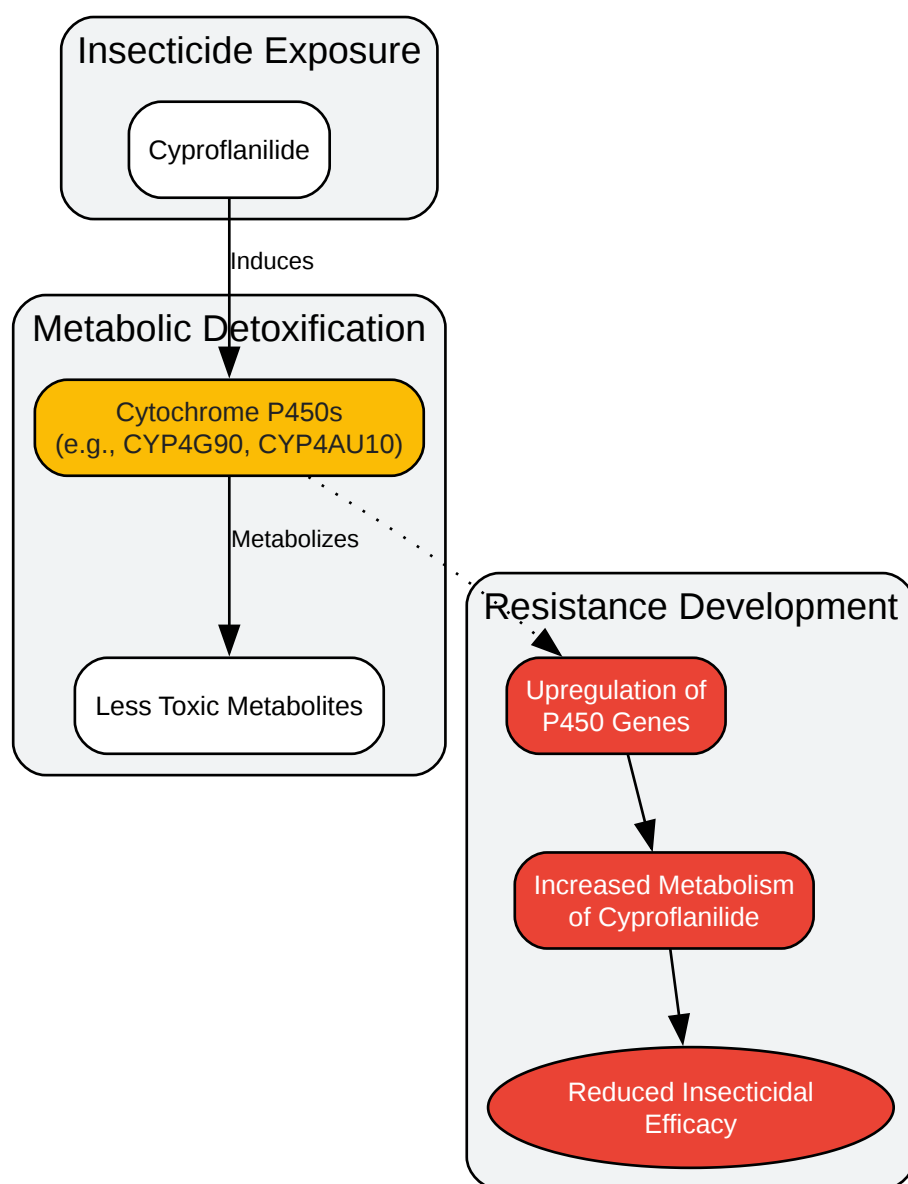 Insecticide Exposure
Cyproflanilide
Induces
Metabolic Detoxification
Cytochrome P450s
(e.g., CYP4G90, CYP4AU10)
Metabolizes
Less Toxic Metabolites
Resistance Development
Upregulation of
P450 Genes
Increased Metabolism
of Cyproflanilide
Reduced Insecticidal
Efficacy